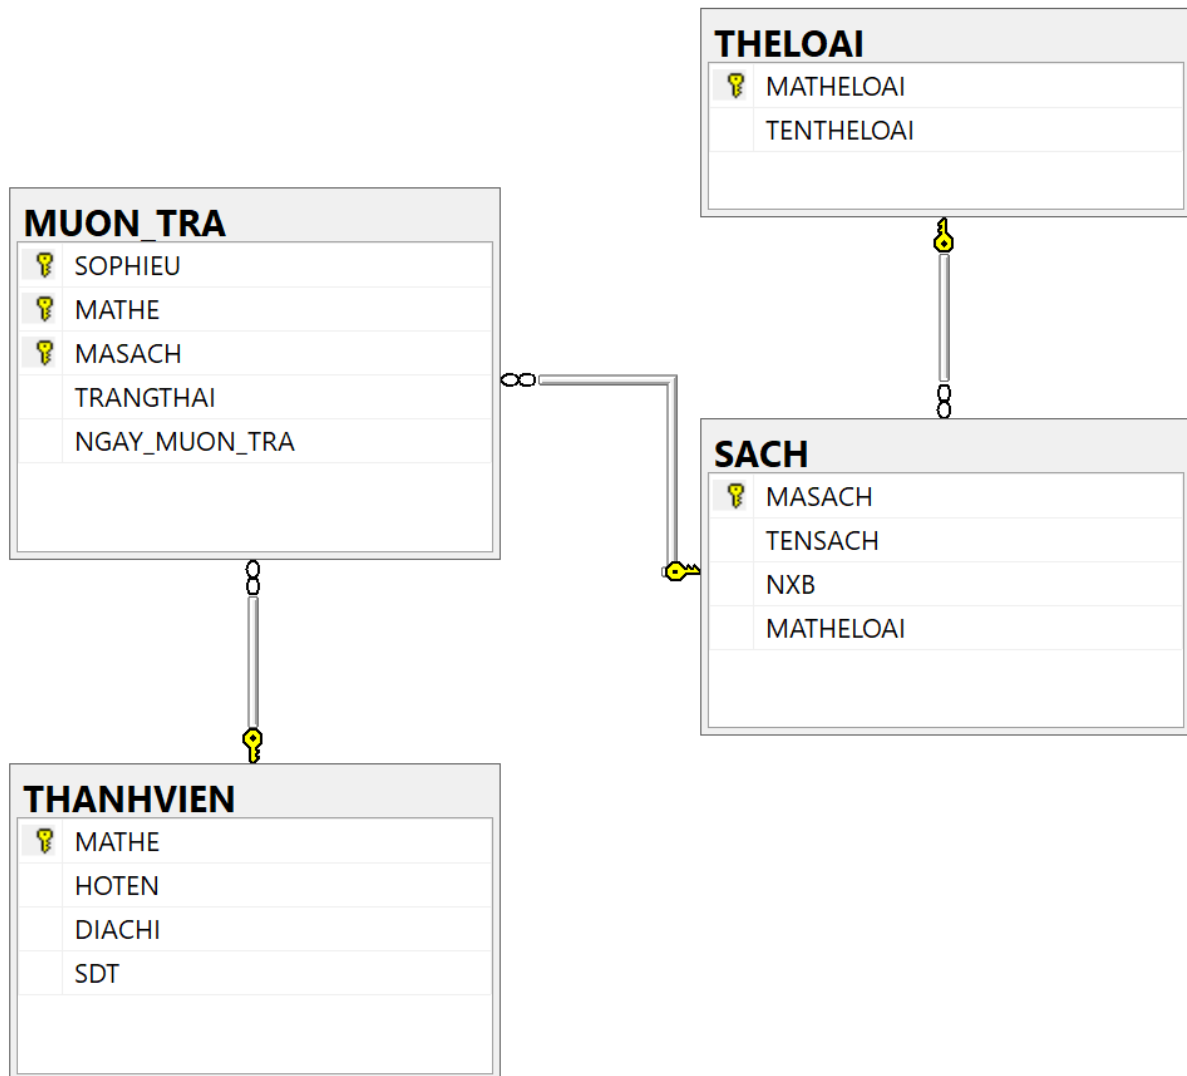 THELOAI
MATHELOAI
TENTHELOAI
MUON_TRA
SOPHIEU
MATHE
MASACH
TRANGTHAI
NGAY_MUON_TRA
SACH
MASACH
TENSACH
NXB
MATHELOAI
THANHVIEN
MATHE
HOTEN
DIACHI
SDT